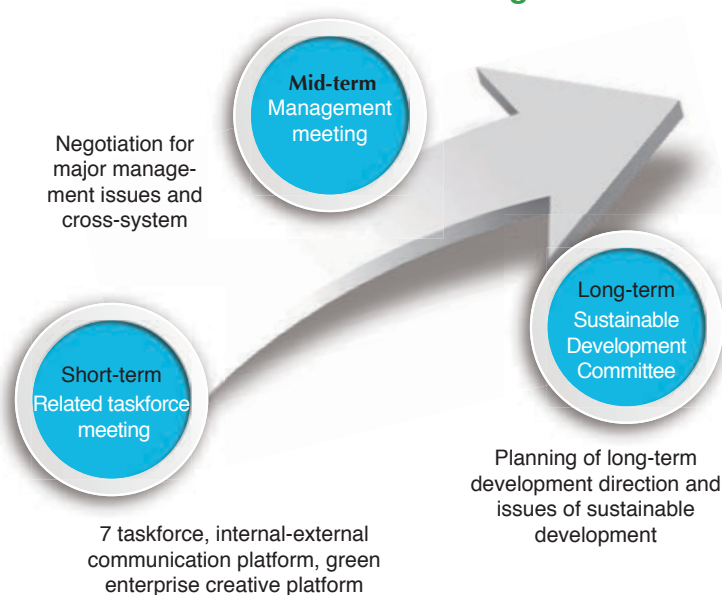 Mid-term
Management
meeting
Negotiation for
major manage-
ment issues and
cross-system
Long-term
Sustainable
Development
Committee
Short-term
Related taskforce
meeting
Planning of long-term
development direction and
issues of sustainable
development
7 taskforce, internal-external
communication platform, green
enterprise creative platform